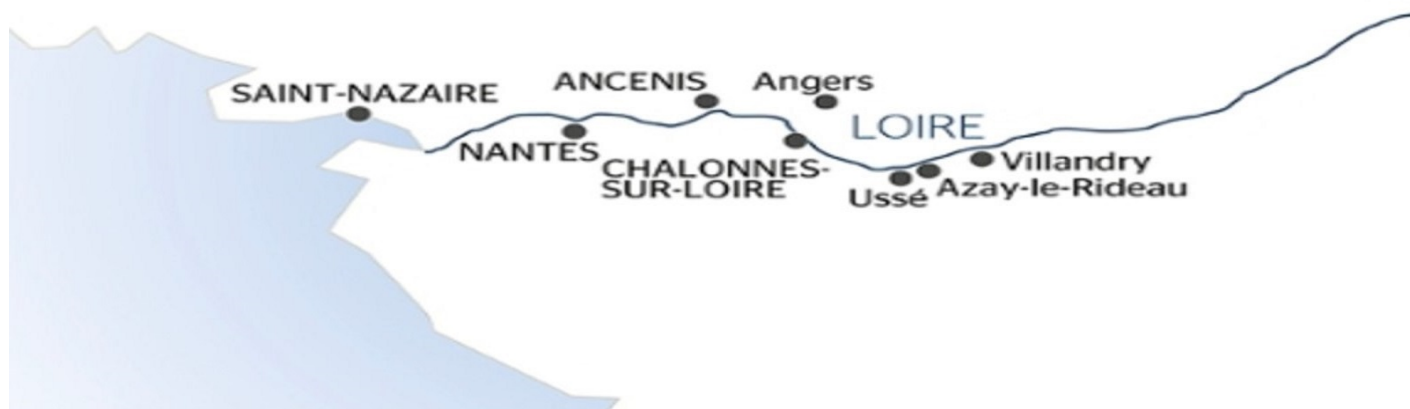 SAINT-NAZAIRE
ANCENIS
Angers
LOIRE
NANTES
CHALONNES-
SUR-LOIRE
Villandry
Azay-le-Rideau
Ussé